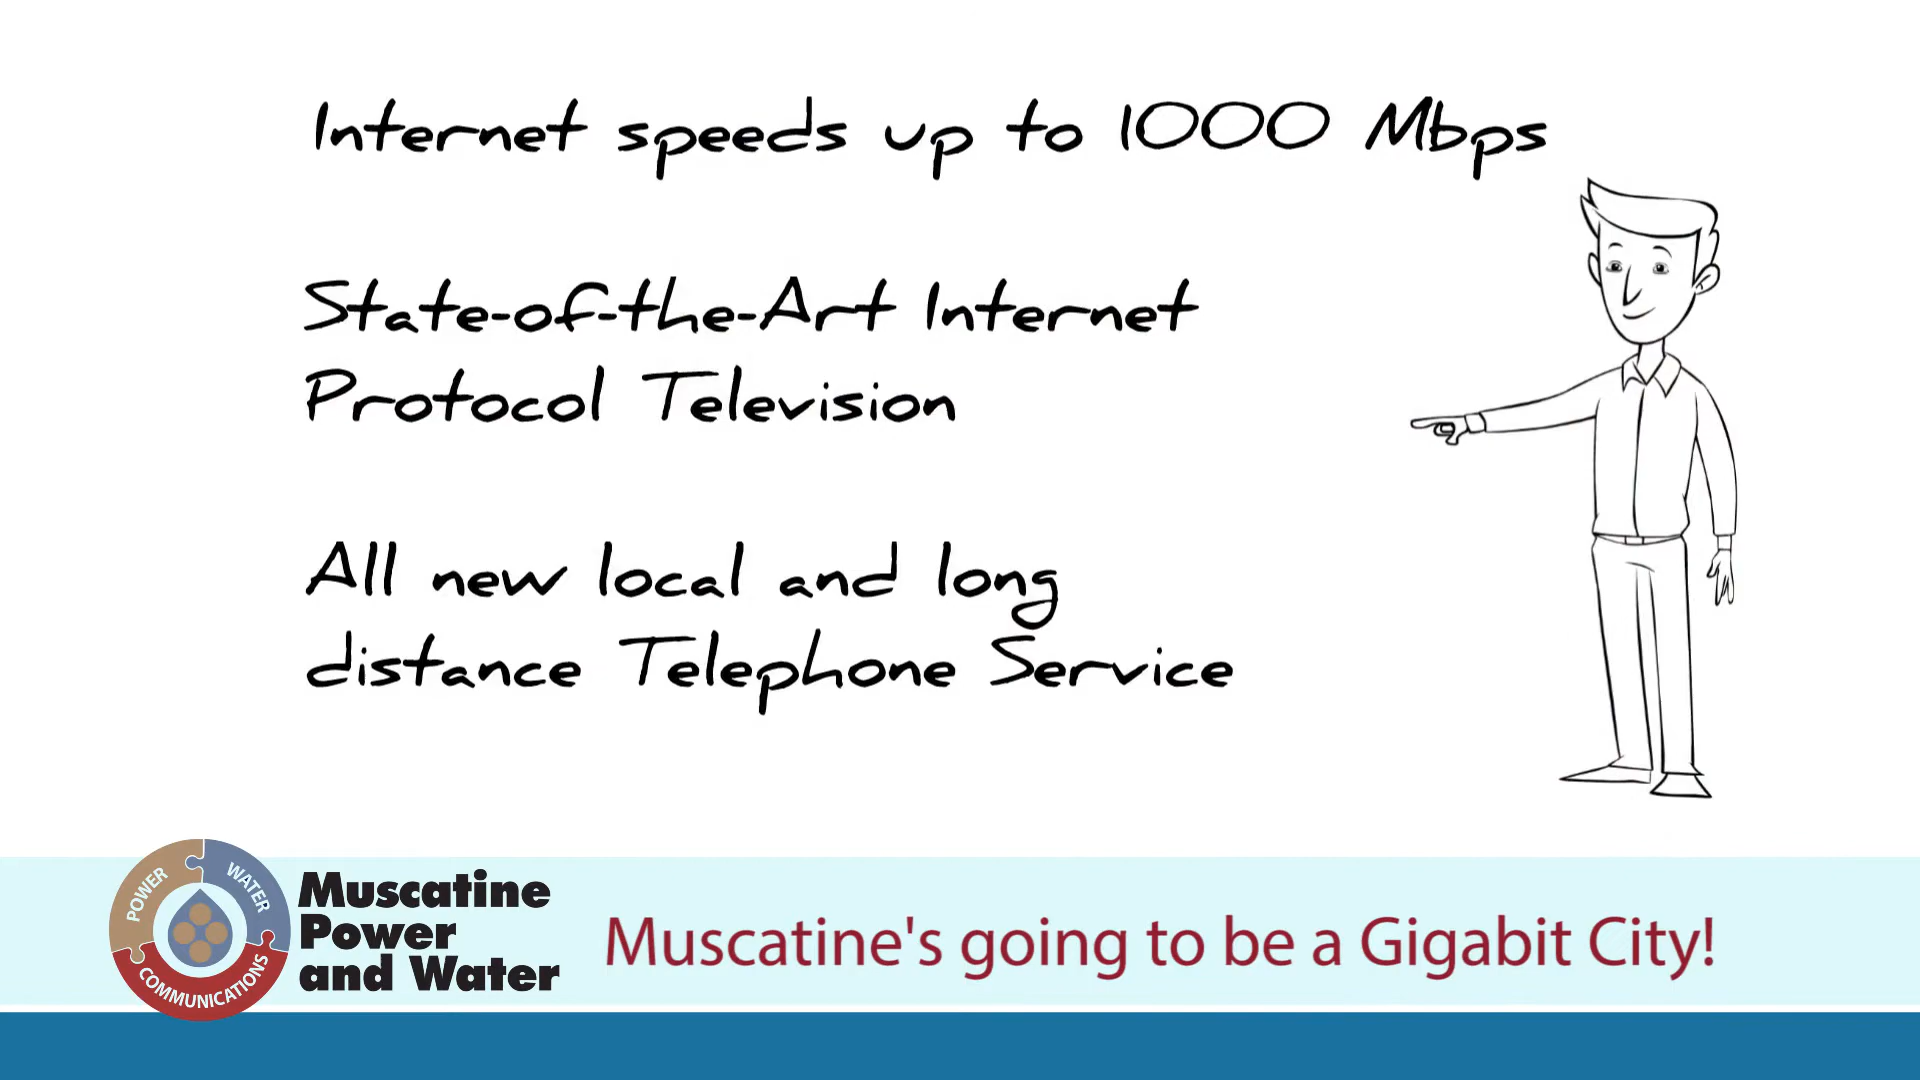 Internet speeds up to 1000 Mbps
State-of-the-Art Internet
Protocol Television
All new local and long
distance Telephone Service
POWER
WATER
COMMUNICATIONS
Muscatine
Power
and Water
Muscatine's going to be a Gigabit City!